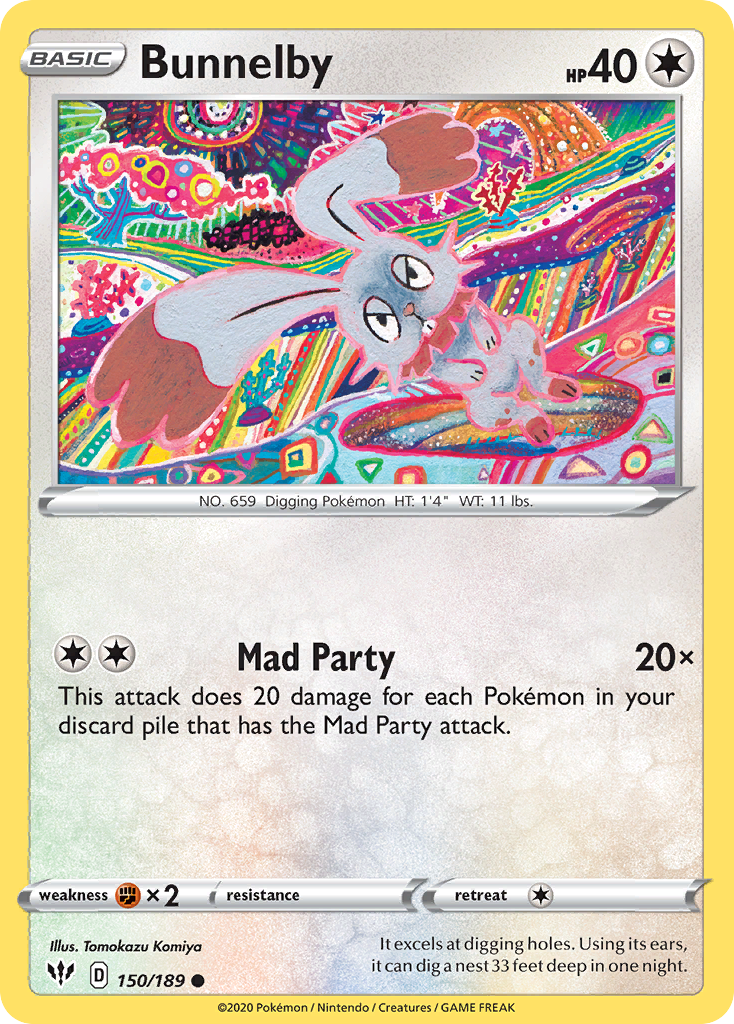 BASIC
Bunnelby
HP40
NO. 659 Digging Pokémon HT: 1'4" WT: 11 lbs.
Mad Party 20×
This attack does 20 damage for each Pokémon in your
discard pile that has the Mad Party attack.
weakness ×2 resistance retreat
Illus. Tomokazu Komiya
It excels at digging holes. Using its ears,
it can dig a nest 33 feet deep in one night.
D 150/189
©2020 Pokémon / Nintendo / Creatures / GAME FREAK